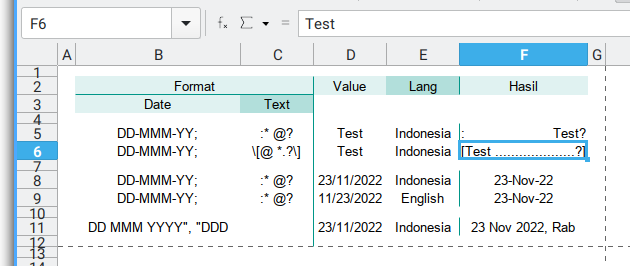 F6 fx Σ = Test
A B C D E F G
1
2 Format Value Lang Hasil
3 Date Text
4
5 DD-MMM-YY; :* @? Test Indonesia : Test?
6 DD-MMM-YY; \[@ *.?\] Test Indonesia [Test ......................?]
7
8 DD-MMM-YY; :* @? 23/11/2022 Indonesia 23-Nov-22
9 DD-MMM-YY; :* @? 11/23/2022 English 23-Nov-22
10
11 DD MMM YYYY", "DDD 23/11/2022 Indonesia 23 Nov 2022, Rab
12
13
14